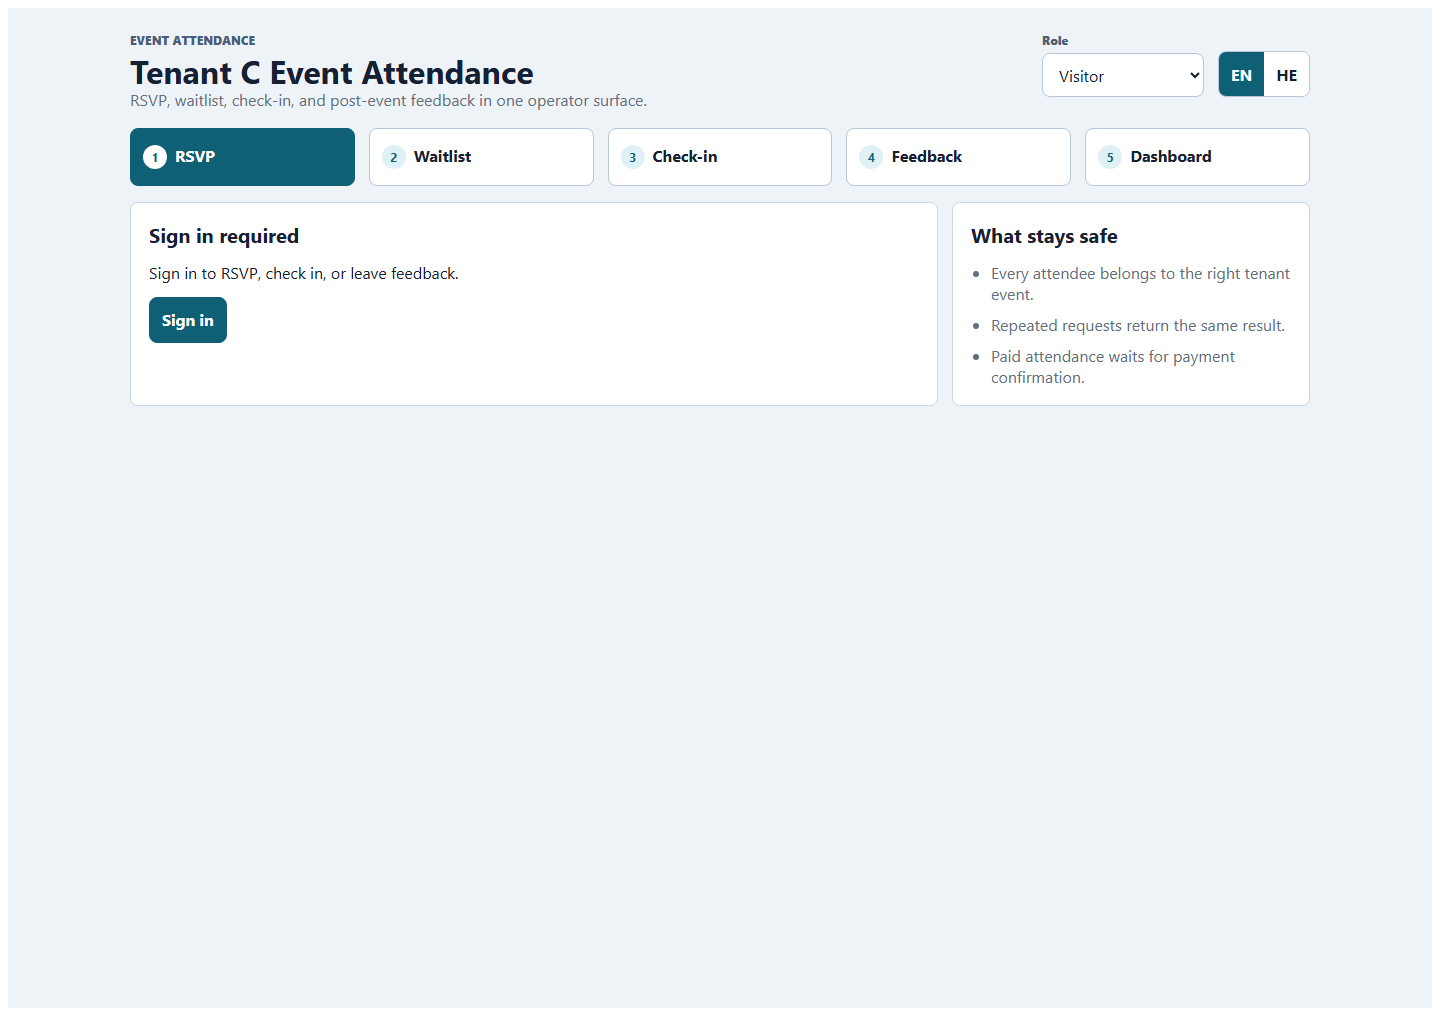 EVENT ATTENDANCE
Tenant C Event Attendance
RSVP, waitlist, check-in, and post-event feedback in one operator surface.
Role
Visitor
EN
HE
1 RSVP
2 Waitlist
3 Check-in
4 Feedback
5 Dashboard
Sign in required
Sign in to RSVP, check in, or leave feedback.
Sign in
What stays safe
Every attendee belongs to the right tenant
event.
Repeated requests return the same result.
Paid attendance waits for payment
confirmation.